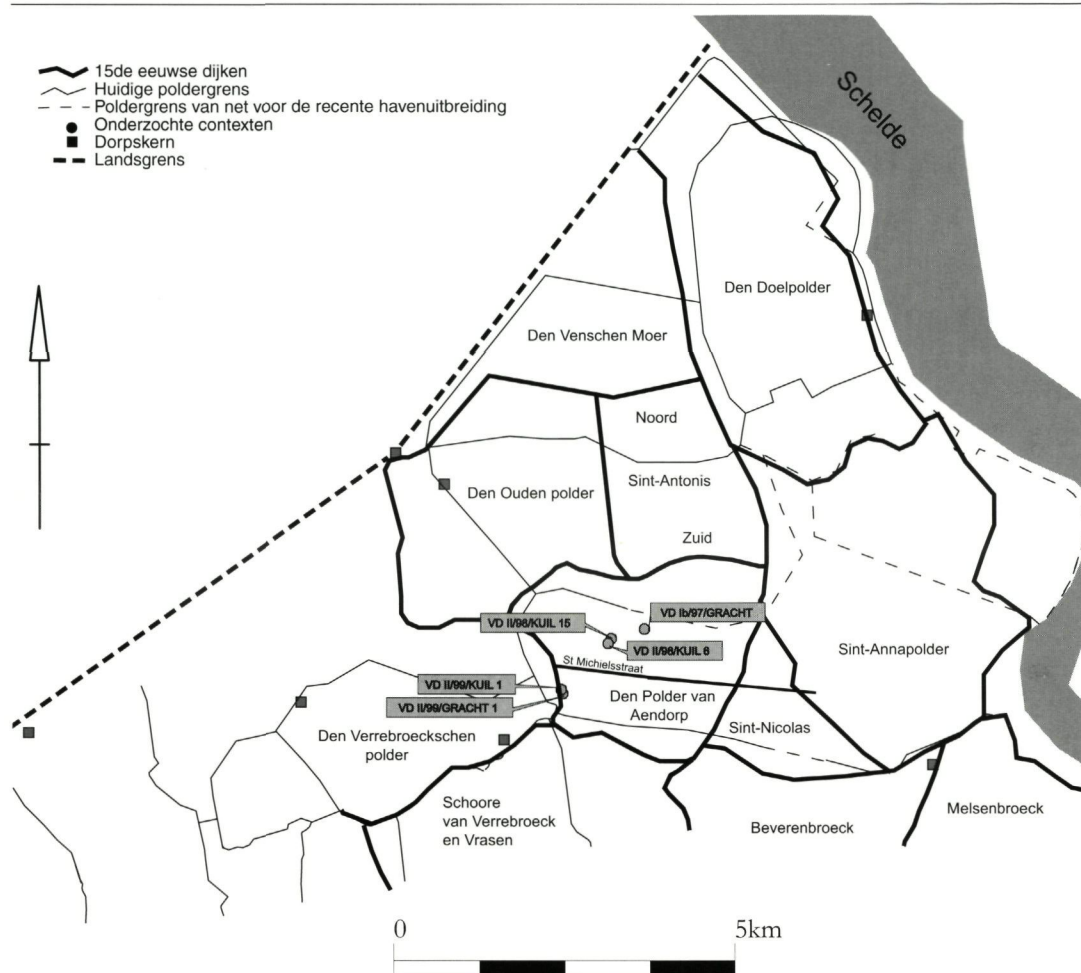 15de eeuwse dijken
Huidige poldergrens
Poldergrens van net voor de recente havenuitbreiding
Onderzochte contexten
Dorpskern
Landsgrens
Schelde
Den Doelpolder
Den Venschen Moer
Noord
Den Ouden polder
Sint-Antonis
Zuid
VD Ib/97/GRACHT
VD II/98/KUIL 15
VD II/98/KUIL 6
Sint-Annapolder
St Michielsstraat
VD II/99/KUIL 1
VD II/99/GRACHT 1
Den Polder van
Aendorp
Sint-Nicolas
Den Verrebroeckschen
polder
Schoore
van Verrebroeck
en Vrasen
Beverenbroeck
Melsenbroeck
0
5km